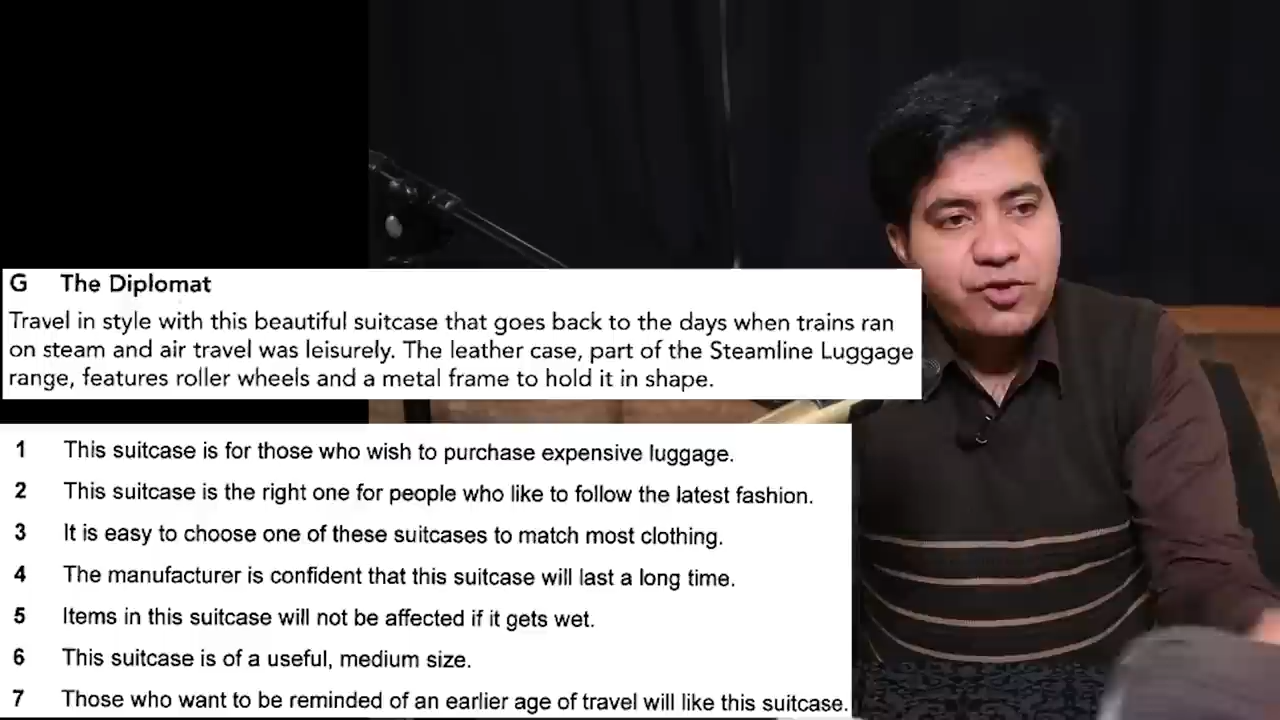 G The Diplomat
Travel in style with this beautiful suitcase that goes back to the days when trains ran
on steam and air travel was leisurely. The leather case, part of the Steamline Luggage
range, features roller wheels and a metal frame to hold it in shape.
1 This suitcase is for those who wish to purchase expensive luggage.
2 This suitcase is the right one for people who like to follow the latest fashion.
3 It is easy to choose one of these suitcases to match most clothing.
4 The manufacturer is confident that this suitcase will last a long time.
5 Items in this suitcase will not be affected if it gets wet.
6 This suitcase is of a useful, medium size.
7 Those who want to be reminded of an earlier age of travel will like this suitcase.